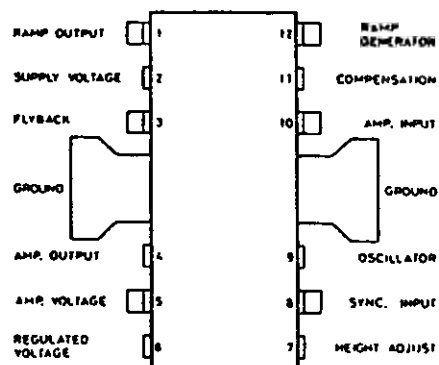 RAMP OUTPUT 1 12 RAMP GENERATOR
SUPPLY VOLTAGE 2 11 COMPENSATION
FLYBACK 3 10 AMP. INPUT
GROUND GROUND
AMP. OUTPUT 4 9 OSCILLATOR
AMP. VOLTAGE 5 8 SYNC. INPUT
REGULATED VOLTAGE 6 7 HEIGHT ADJUST